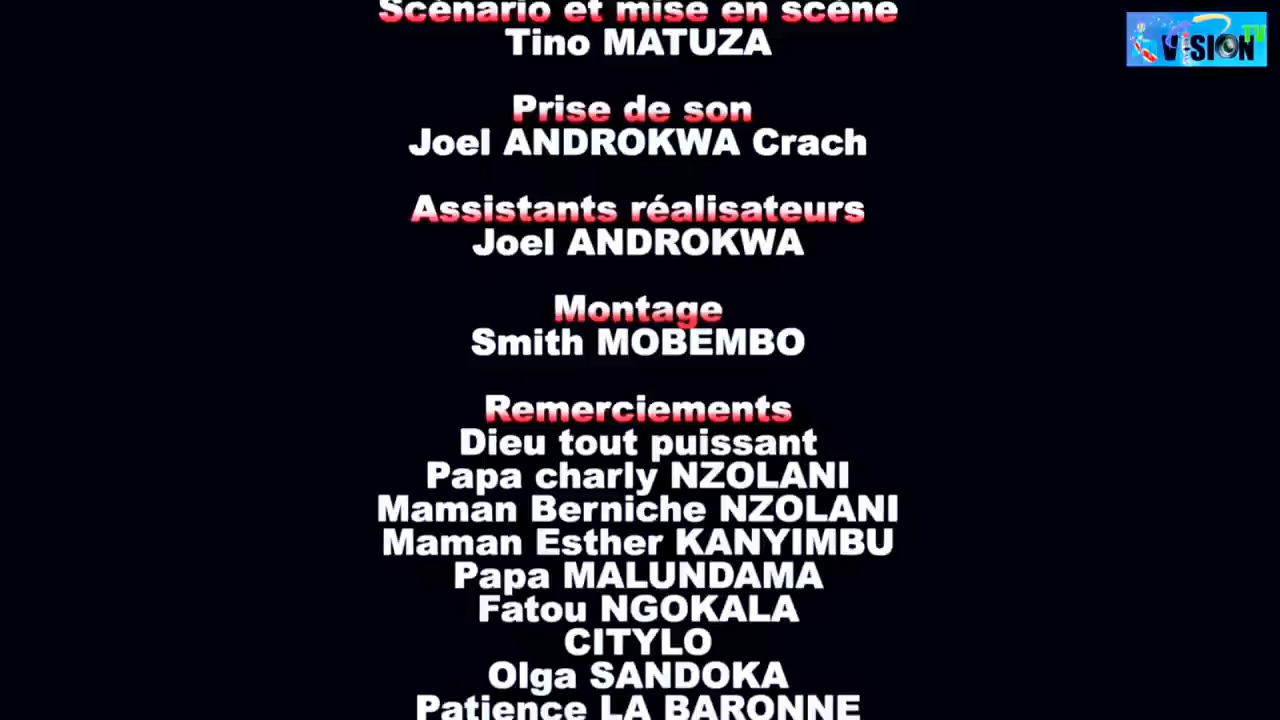 Scénario et mise en scène
Tino MATUZA
Prise de son
Joel ANDROKWA Crach
Assistants réalisateurs
Joel ANDROKWA
Montage
Smith MOBEMBO
Remerciements
Dieu tout puissant
Papa charly NZOLANI
Maman Berniche NZOLANI
Maman Esther KANYIMBU
Papa MALUNDAMA
Fatou NGOKALA
CITYLO
Olga SANDOKA
Patience LA BARONNE
VISION TV